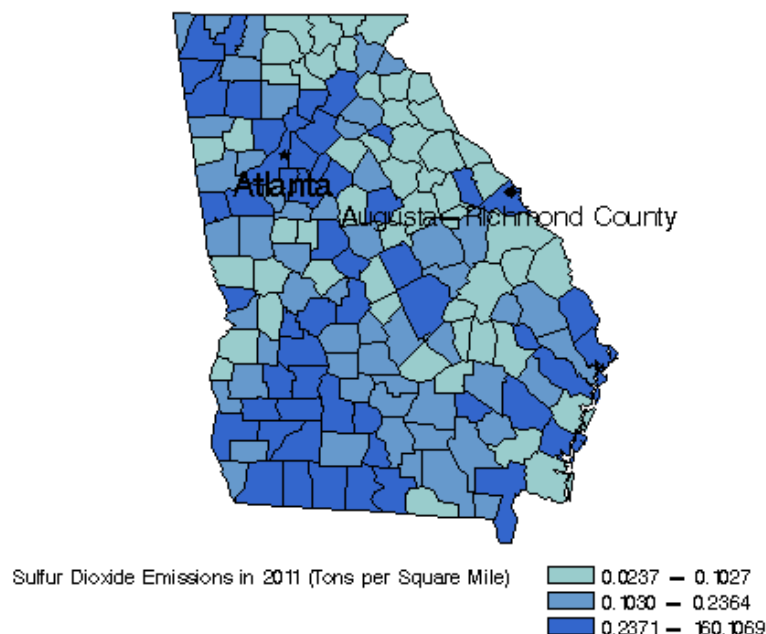 Atlanta
Augusta-Richmond County
Sulfur Dioxide Emissions in 2011 (Tons per Square Mile)
0.0237 - 0.1027
0.1030 - 0.2364
0.2371 - 160.1069